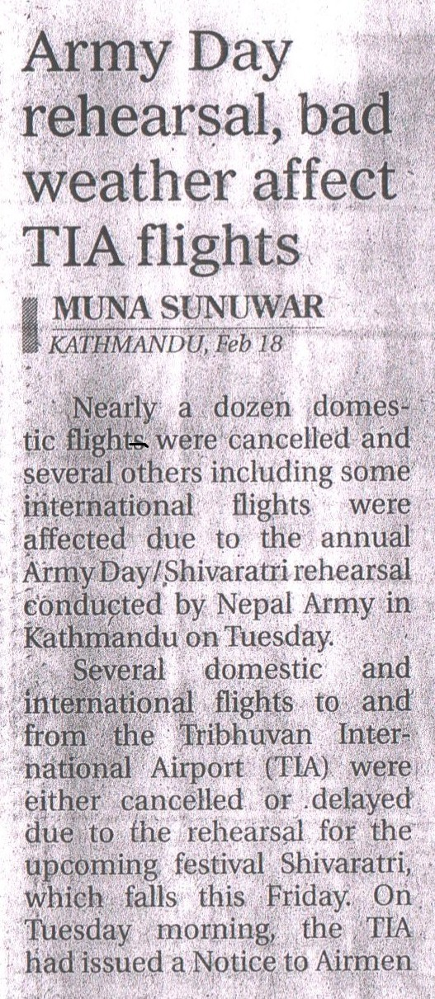 Army Day
rehearsal, bad
weather affect
TIA flights
MUNA SUNUWAR
KATHMANDU, Feb 18
Nearly a dozen domes-
tic flights were cancelled and
several others including some
international flights were
affected due to the annual
Army Day/Shivaratri rehearsal
conducted by Nepal Army in
Kathmandu on Tuesday.
Several domestic and
international flights to and
from the Tribhuvan Inter-
national Airport (TIA) were
either cancelled or delayed
due to the rehearsal for the
upcoming festival Shivaratri,
which falls this Friday. On
Tuesday morning, the TIA
had issued a Notice to Airmen